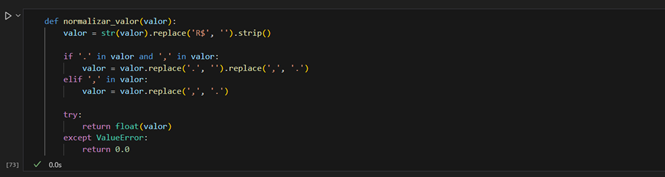 def normalizar_valor(valor):
    valor = str(valor).replace('R$', '').strip()

    if '.' in valor and ',' in valor:
        valor = valor.replace('.', '').replace(',', '.')
    elif ',' in valor:
        valor = valor.replace(',', '.')

    try:
        return float(valor)
    except ValueError:
        return 0.0
[73]
0.0s